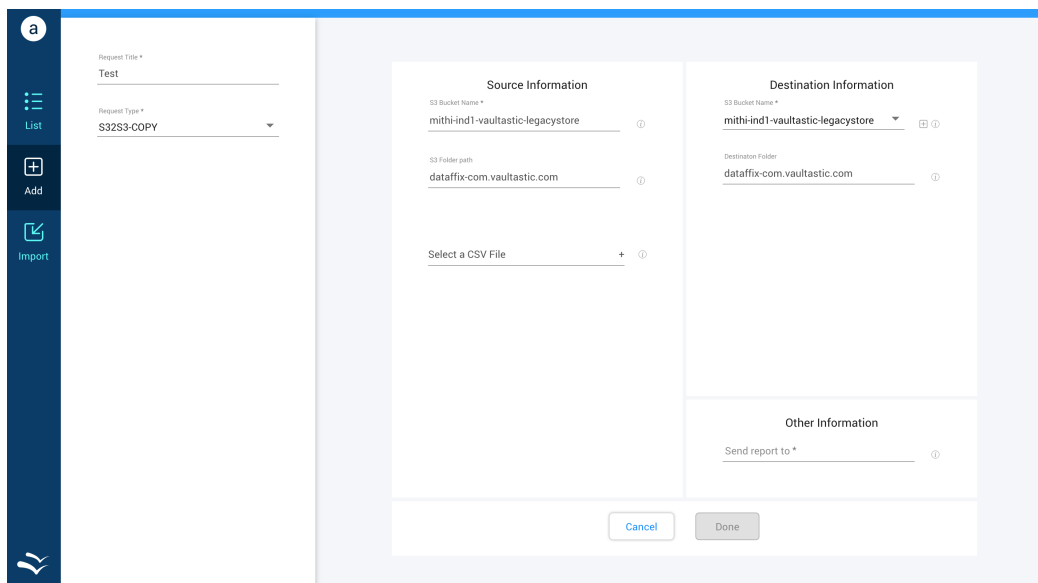 a
List
Add
Import
Request Title *
Test
Request Type *
S32S3-COPY
Source Information
S3 Bucket Name *
mithi-ind1-vaultastic-legacystore
S3 Folder path
dataffix-com.vaultastic.com
Select a CSV File +
Destination Information
S3 Bucket Name *
mithi-ind1-vaultastic-legacystore
Destinaton Folder
dataffix-com.vaultastic.com
Other Information
Send report to *
Cancel
Done